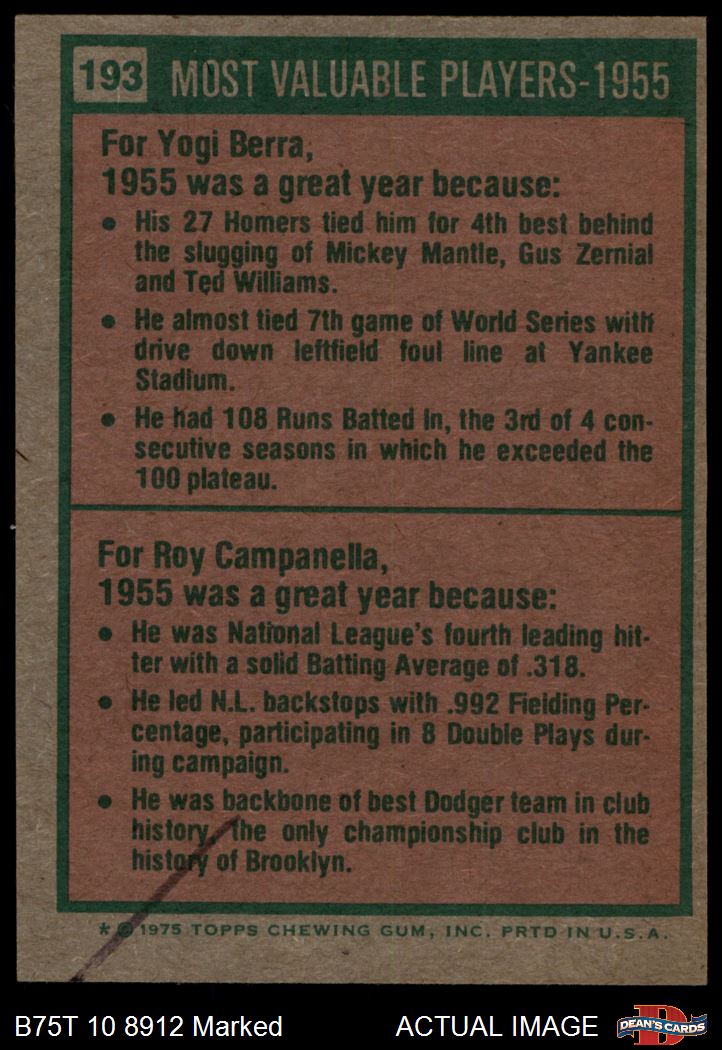 193 MOST VALUABLE PLAYERS-1955
For Yogi Berra,
1955 was a great year because:
● His 27 Homers tied him for 4th best behind
the slugging of Mickey Mantle, Gus Zernial
and Ted Williams.
● He almost tied 7th game of World Series with
drive down leftfield foul line at Yankee
Stadium.
● He had 108 Runs Batted In, the 3rd of 4 con-
secutive seasons in which he exceeded the
100 plateau.
For Roy Campanella,
1955 was a great year because:
● He was National League's fourth leading hit-
ter with a solid Batting Average of .318.
● He led N.L. backstops with .992 Fielding Per-
centage, participating in 8 Double Plays dur-
ing campaign.
● He was backbone of best Dodger team in club
history, the only championship club in the
history of Brooklyn.
* © 1975 TOPPS CHEWING GUM, INC. PRTD IN U.S.A.
B75T 10 8912 Marked ACTUAL IMAGE DEAN'S CARDS